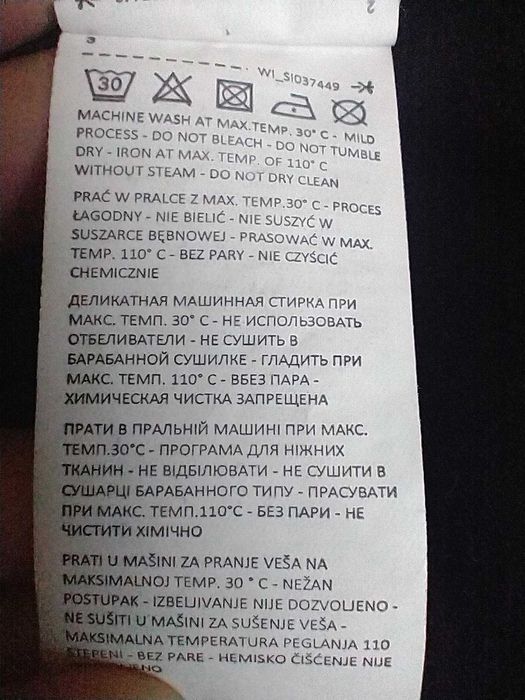 WI_SI037449
30
MACHINE WASH AT MAX.TEMP. 30° C - MILD
PROCESS - DO NOT BLEACH - DO NOT TUMBLE
DRY - IRON AT MAX. TEMP. OF 110° C
WITHOUT STEAM - DO NOT DRY CLEAN
PRAĆ W PRALCE Z MAX. TEMP.30° C - PROCES
ŁAGODNY - NIE BIELIĆ - NIE SUSZYĆ W
SUSZARCE BĘBNOWEJ - PRASOWAĆ W MAX.
TEMP. 110° C - BEZ PARY - NIE CZYŚCIĆ
CHEMICZNIE
ДЕЛИКАТНАЯ МАШИННАЯ СТИРКА ПРИ
МАКС. ТЕМП. 30° C - НЕ ИСПОЛЬЗОВАТЬ
ОТБЕЛИВАТЕЛИ - НЕ СУШИТЬ В
БАРАБАННОЙ СУШИЛКЕ - ГЛАДИТЬ ПРИ
МАКС. ТЕМП. 110° C - ВБЕЗ ПАРА -
ХИМИЧЕСКАЯ ЧИСТКА ЗАПРЕЩЕНА
ПРАТИ В ПРАЛЬНІЙ МАШИНІ ПРИ МАКС.
ТЕМП.30°C - ПРОГРАМА ДЛЯ НІЖНИХ
ТКАНИН - НЕ ВІДБІЛЮВАТИ - НЕ СУШИТИ В
СУШАРЦІ БАРАБАННОГО ТИПУ - ПРАСУВАТИ
ПРИ МАКС. ТЕМП.110°C - БЕЗ ПАРИ - НЕ
ЧИСТИТИ ХІМІЧНО
PRATI U MAŠINI ZA PRANJE VEŠA NA
MAKSIMALNOJ TEMP. 30 ° C - NEŽAN
POSTUPAK - IZBELJIVANJE NIJE DOZVOLJENO -
NE SUŠITI U MAŠINI ZA SUŠENJE VEŠA -
MAKSIMALNA TEMPERATURA PEGLANJA 110
STEPENI - BEZ PARE - HEMISKO ČIŠĆENJE NIJE